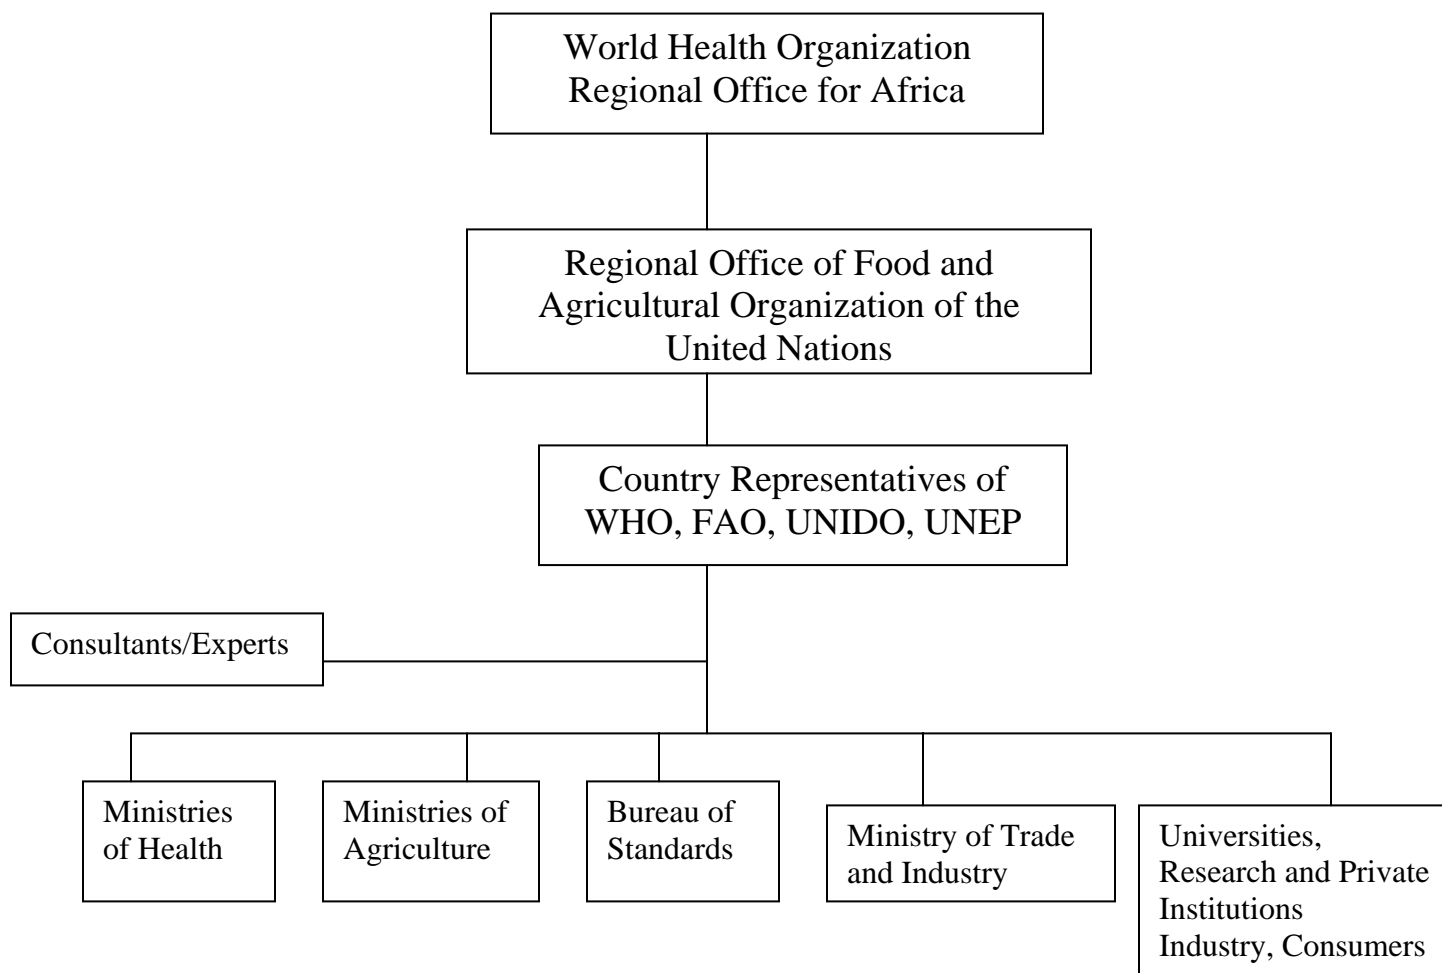 World Health Organization
Regional Office for Africa
Regional Office of Food and
Agricultural Organization of the
United Nations
Country Representatives of
WHO, FAO, UNIDO, UNEP
Consultants/Experts
Ministries
of Health
Ministries of
Agriculture
Bureau of
Standards
Ministry of Trade
and Industry
Universities,
Research and Private
Institutions
Industry, Consumers